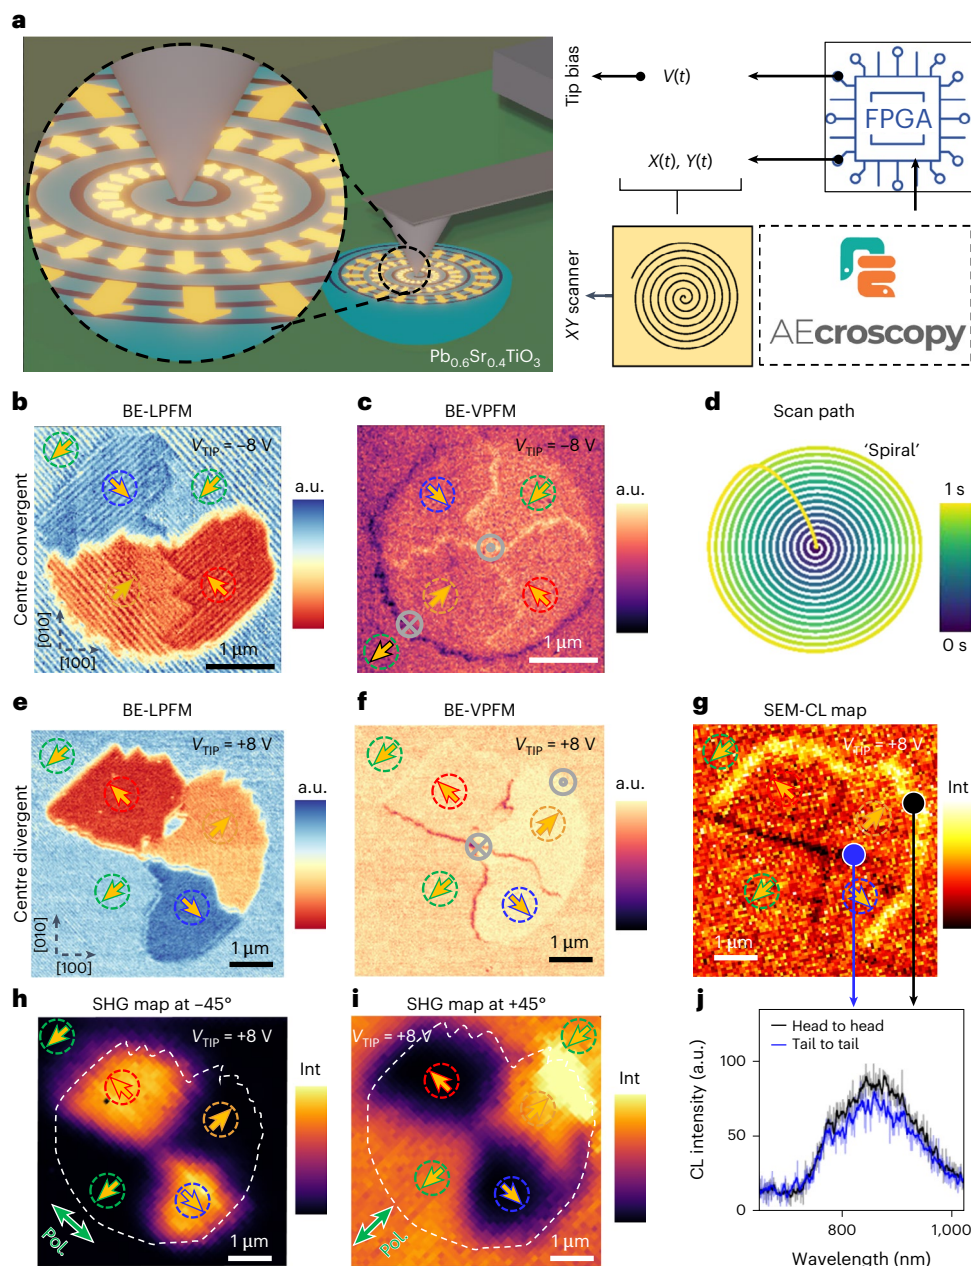 a
Tip bias
V(t)
FPGA
X(t), Y(t)
XY scanner
AEcroscopy
Pb0.6Sr0.4TiO3
b
BE-LPFM
c
BE-VPFM
d
Scan path
Centre convergent
VTIP = −8 V
[010]
[100]
1 µm
a.u.
VTIP = −8 V
1 µm
a.u.
'Spiral'
1 s
0 s
e
BE-LPFM
f
BE-VPFM
g
SEM-CL map
Centre divergent
VTIP = +8 V
[010]
[100]
1 µm
a.u.
VTIP = +8 V
1 µm
a.u.
VTIP = +8 V
1 µm
Int
h
SHG map at −45°
i
SHG map at +45°
j
VTIP = +8 V
Pol.
1 µm
Int
VTIP = +8 V
Pol.
1 µm
Int
Head to head
Tail to tail
CL intensity (a.u.)
100
50
0
800
1,000
Wavelength (nm)